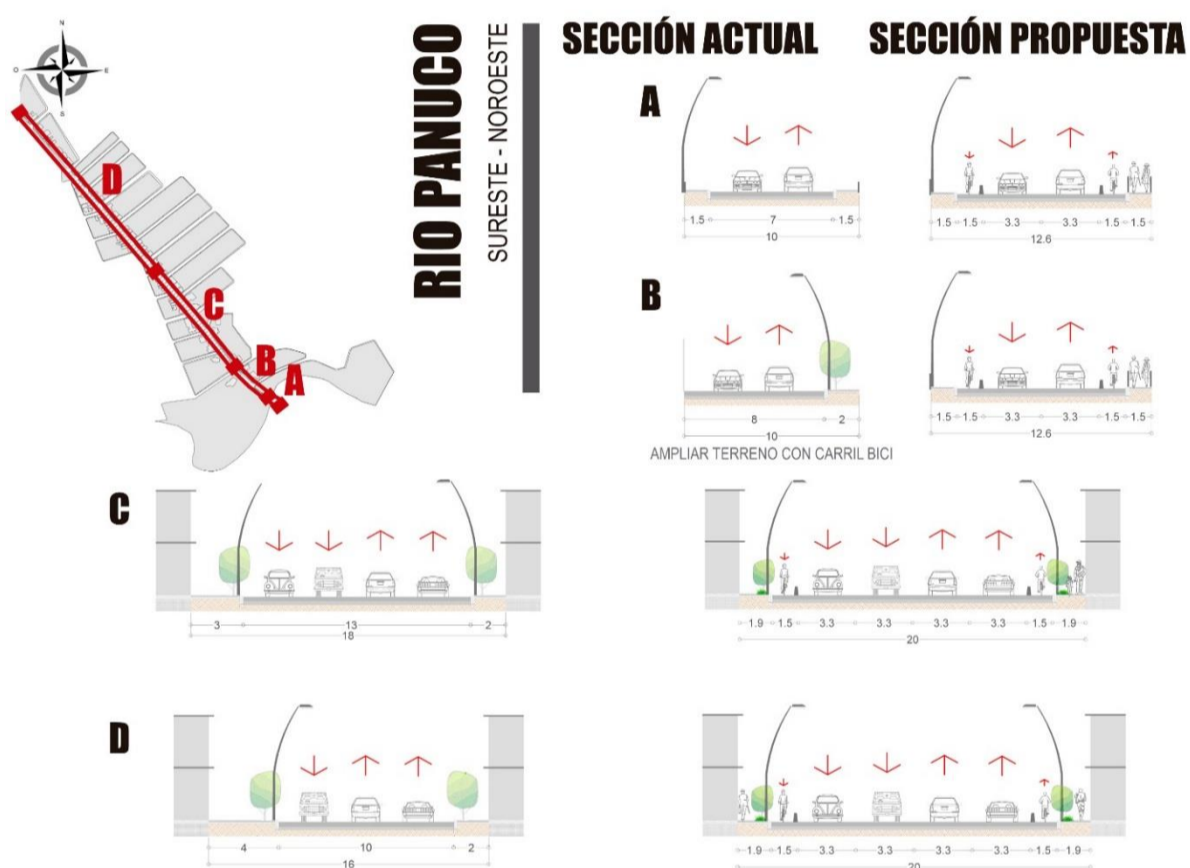 RIO PANUCO
SURESTE - NOROESTE
SECCIÓN ACTUAL
SECCIÓN PROPUESTA
N
O
E
S
D
C
B
A
A
1.5 7 1.5
10
1.5 1.5 3.3 3.3 1.5 1.5
12.6
B
8 2
10
AMPLIAR TERRENO CON CARRIL BICI
1.5 1.5 3.3 3.3 1.5 1.5
12.6
C
3 13 2
18
1.9 1.5 3.3 3.3 3.3 3.3 1.5 1.9
20
D
4 10 2
16
1.9 1.5 3.3 3.3 3.3 3.3 1.5 1.9
20